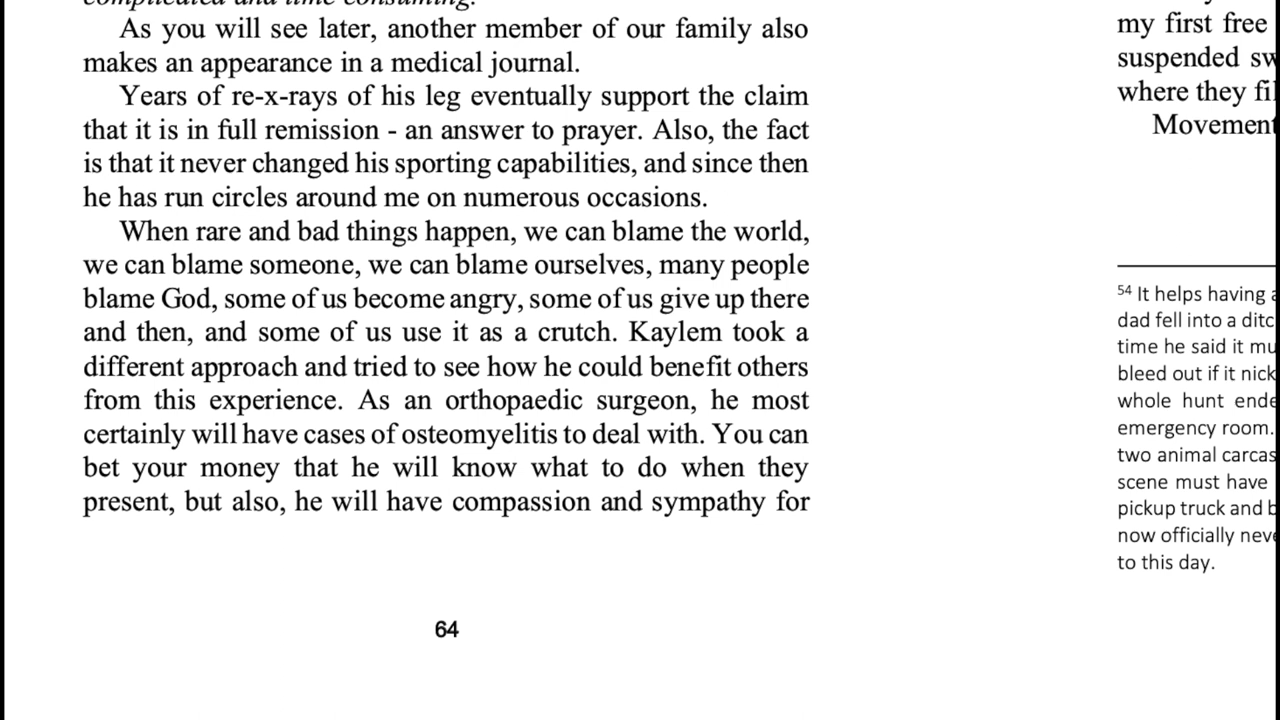 complicated and time consuming.
As you will see later, another member of our family also
makes an appearance in a medical journal.
Years of re-x-rays of his leg eventually support the claim
that it is in full remission - an answer to prayer. Also, the fact
is that it never changed his sporting capabilities, and since then
he has run circles around me on numerous occasions.
When rare and bad things happen, we can blame the world,
we can blame someone, we can blame ourselves, many people
blame God, some of us become angry, some of us give up there
and then, and some of us use it as a crutch. Kaylem took a
different approach and tried to see how he could benefit others
from this experience. As an orthopaedic surgeon, he most
certainly will have cases of osteomyelitis to deal with. You can
bet your money that he will know what to do when they
present, but also, he will have compassion and sympathy for
64
my first free
suspended
where they
Movement
54 It helps having
dad fell into a
time he said it
bleed out if it
whole hunt
emergency room.
two animal
scene must have
pickup truck and
now officially
to this day.